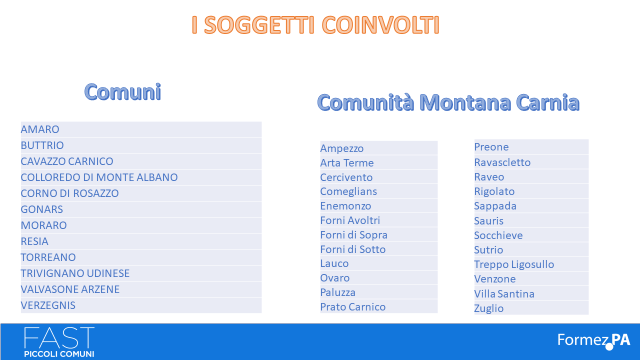 I SOGGETTI COINVOLTI
Comuni
AMARO
BUTTRIO
CAVAZZO CARNICO
COLLOREDO DI MONTE ALBANO
CORNO DI ROSAZZO
GONARS
MORARO
RESIA
TORREANO
TRIVIGNANO UDINESE
VALVASONE ARZENE
VERZEGNIS
Comunità Montana Carnia
Ampezzo
Arta Terme
Cercivento
Comeglians
Enemonzo
Forni Avoltri
Forni di Sopra
Forni di Sotto
Lauco
Ovaro
Paluzza
Prato Carnico
Preone
Ravascletto
Raveo
Rigolato
Sappada
Sauris
Socchieve
Sutrio
Treppo Ligosullo
Venzone
Villa Santina
Zuglio
FAST
PICCOLI COMUNI
Formez.PA